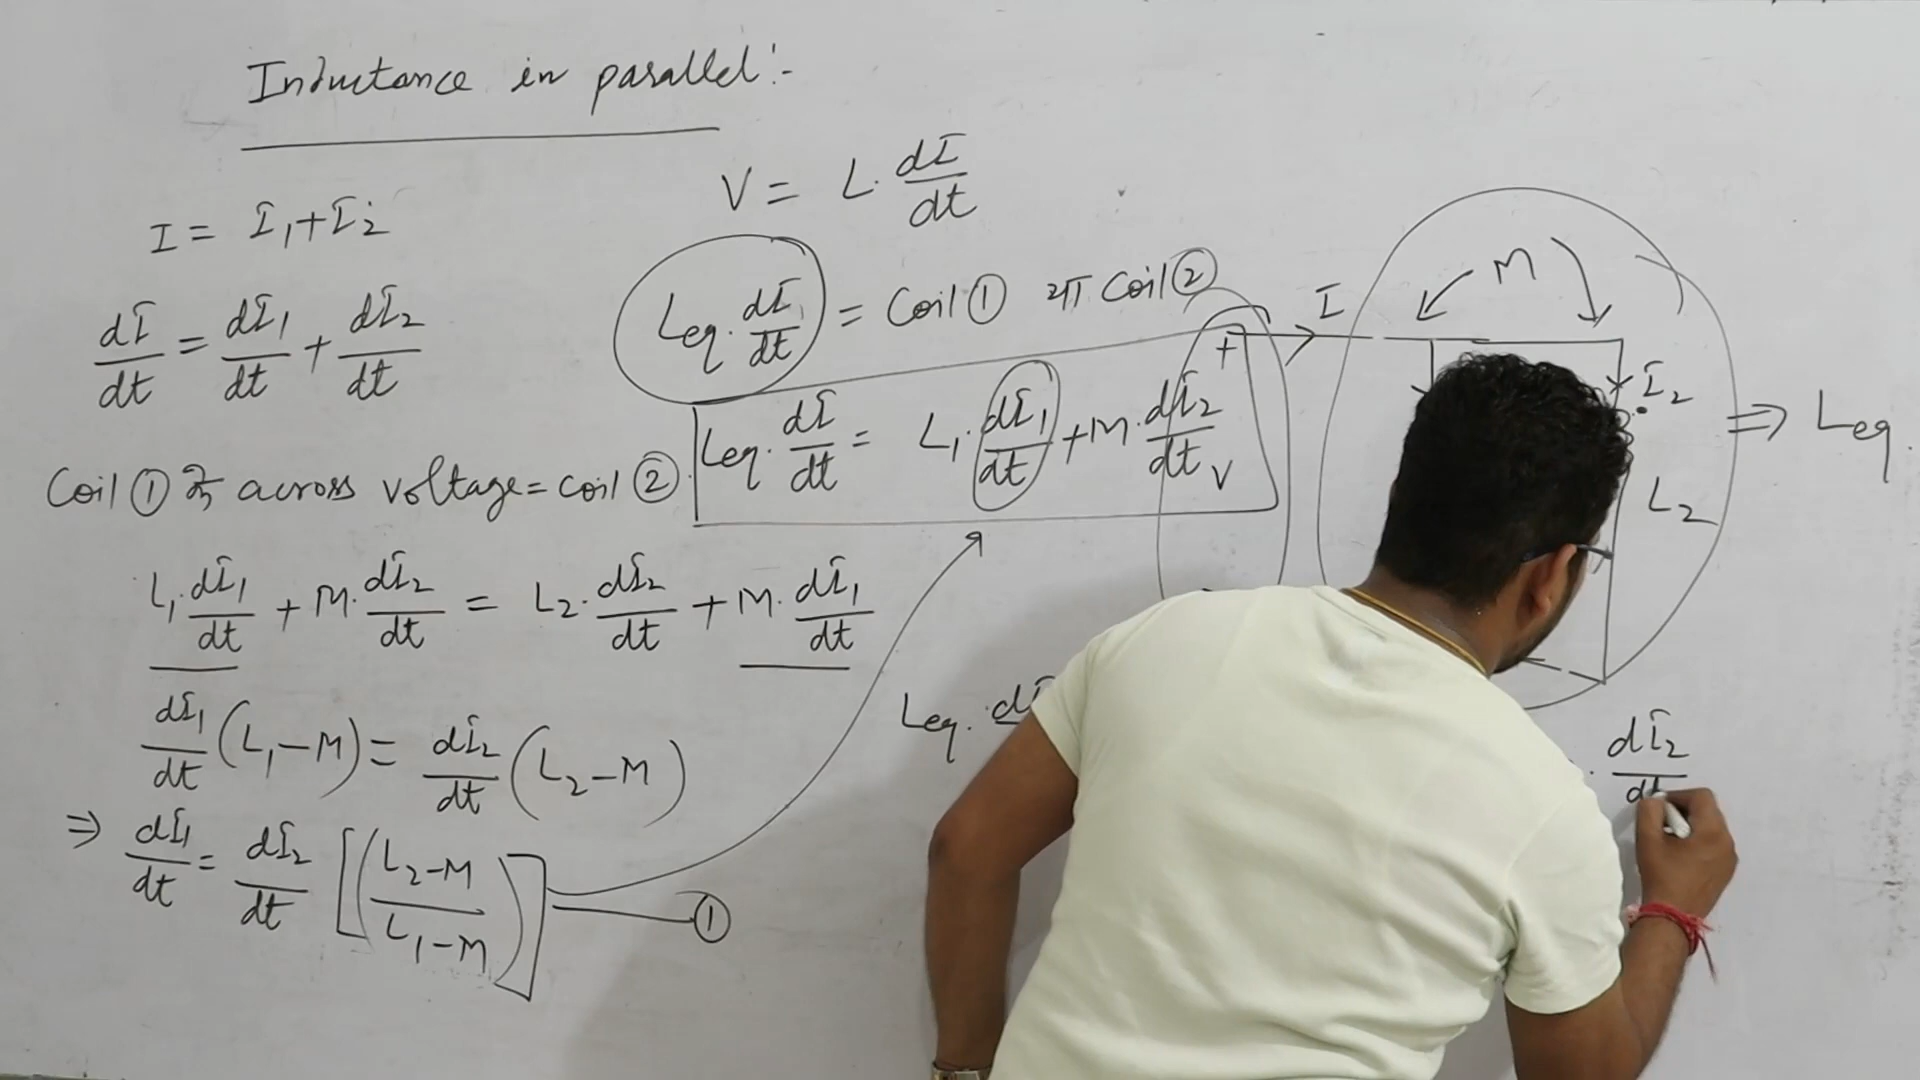 Inductance in parallel:-
V = L. dI/dt
I = I1 + I2
dI/dt = dI1/dt + dI2/dt
Leq. dI/dt = Coil ① या Coil ②
Leq. dI/dt = L1. dI1/dt + M. dI2/dt
Coil ① के across voltage = coil ②
L1. dI1/dt + M. dI2/dt = L2. dI2/dt + M. dI1/dt
dI1/dt (L1 - M) = dI2/dt (L2 - M)
⇒ dI1/dt = dI2/dt [(L2 - M / L1 - M)] ①
I
M
+
V
I2
L2
⇒ Leq.
Leq. dI
. dI2/dt